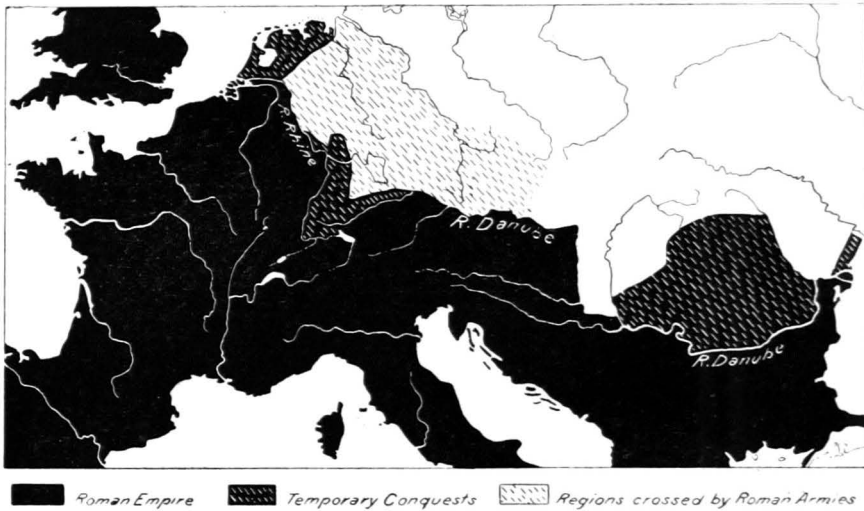 R. Rhine
R. Danube
R. Danube
Roman Empire
Temporary Conquests
Regions crossed by Roman Armies